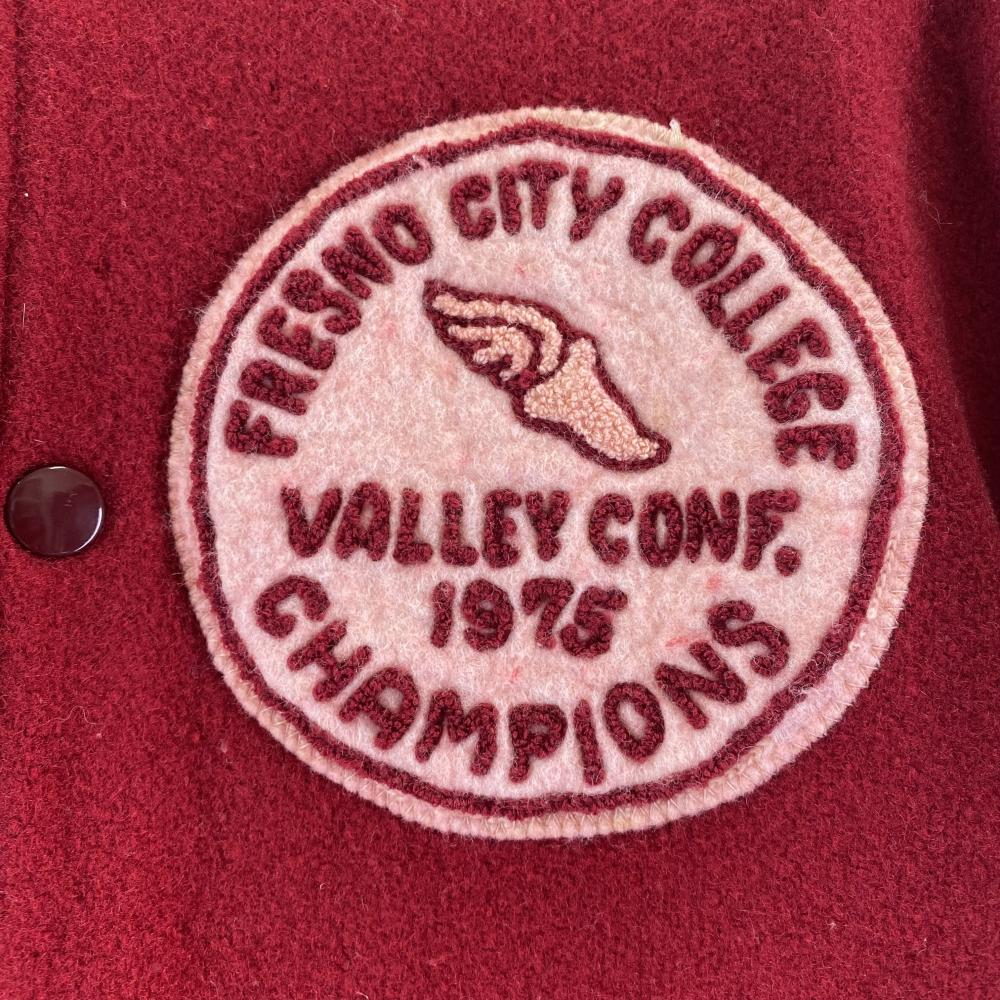 FRESNO CITY COLLEGE
VALLEY CONF.
1975
CHAMPIONS